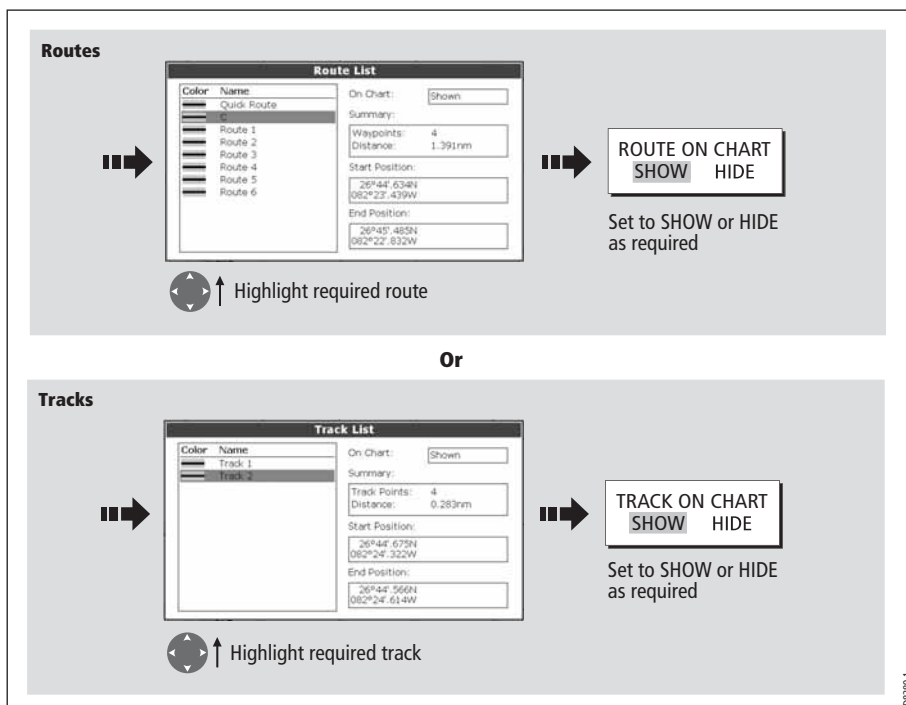 Routes
Route List
Color Name
Quick Route
C
Route 1
Route 2
Route 3
Route 4
Route 5
Route 6
On Chart: Shown
Summary:
Waypoints: 4
Distance: 1.391nm
Start Position:
26°44'.634N
082°23'.439W
End Position:
26°45'.485N
082°22'.832W
Highlight required route
ROUTE ON CHART
SHOW HIDE
Set to SHOW or HIDE
as required
Or
Tracks
Track List
Color Name
Track 1
Track 2
On Chart: Shown
Summary:
Track Points: 4
Distance: 0.283nm
Start Position:
26°44'.675N
082°24'.322W
End Position:
26°44'.566N
082°24'.614W
Highlight required track
TRACK ON CHART
SHOW HIDE
Set to SHOW or HIDE
as required